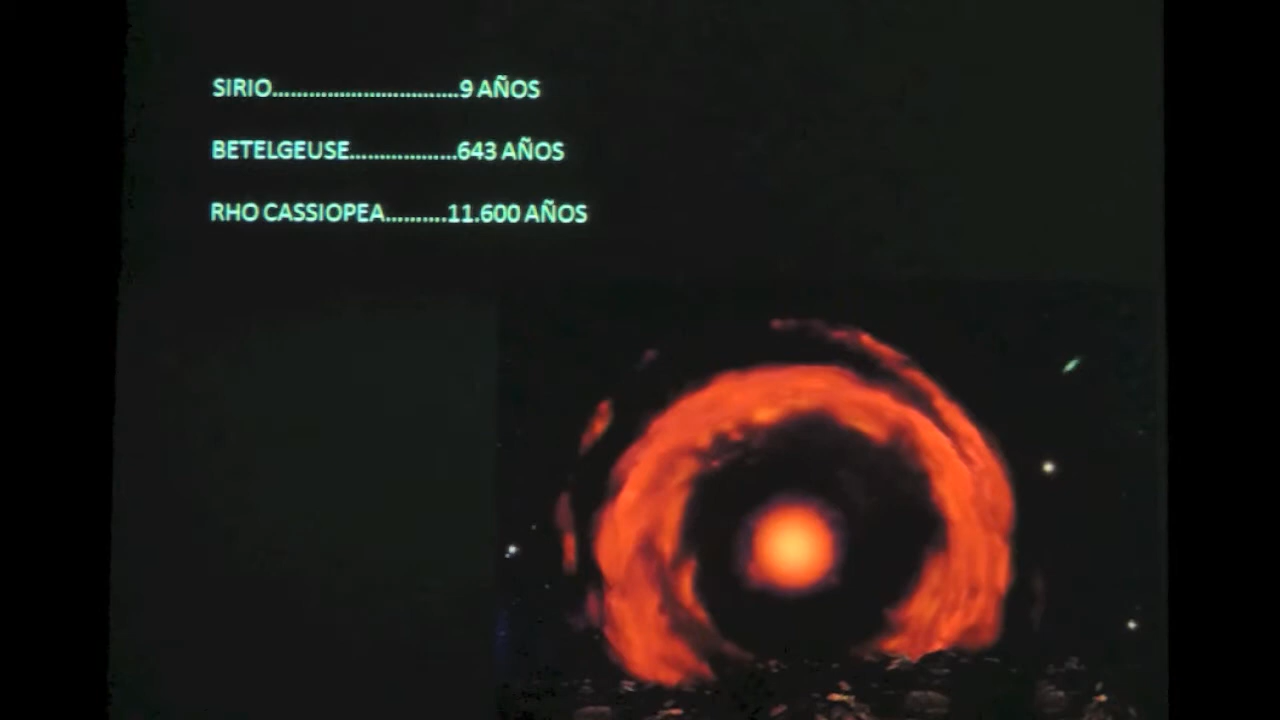 SIRIO...............................9 AÑOS
BETELGEUSE..................643 AÑOS
RHO CASSIOPEA..........11.600 AÑOS